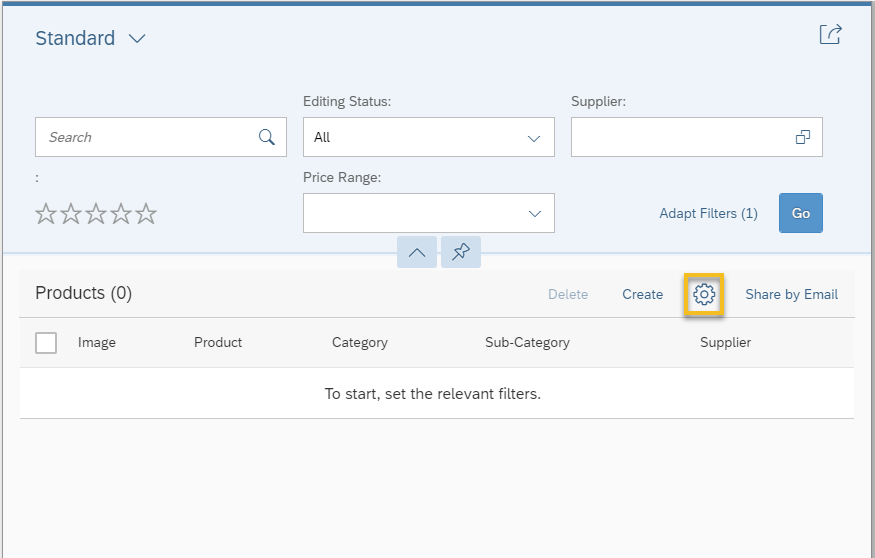 Standard
Editing Status:
Supplier:
Search
All
:
Price Range:
Adapt Filters (1)
Go
Products (0)
Delete
Create
Share by Email
Image
Product
Category
Sub-Category
Supplier
To start, set the relevant filters.